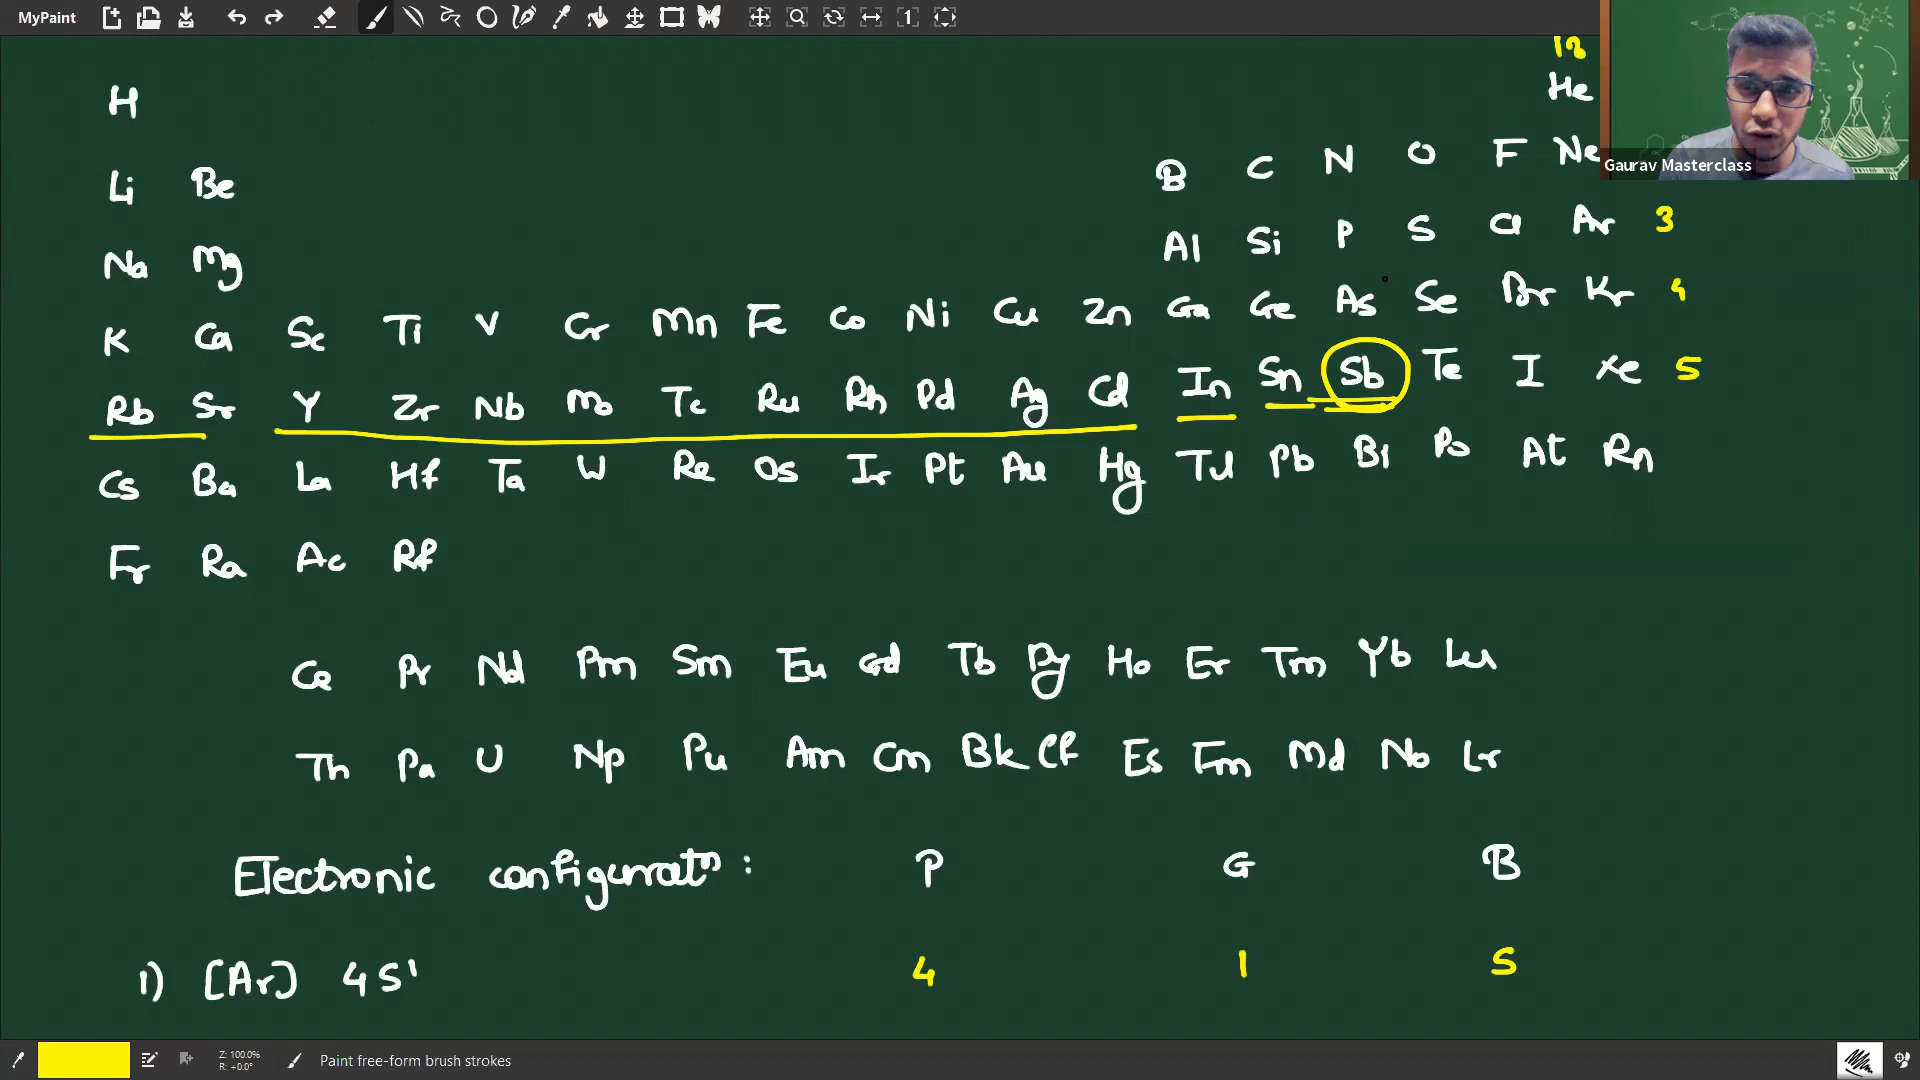 MyPaint
18
H He
Gaurav Masterclass
Li Be B C N O F Ne
Na Mg Al Si P S Cl Ar 3
K Ca Sc Ti V Cr Mn Fe Co Ni Cu Zn Ga Ge As Se Br Kr 4
Rb Sr Y Zr Nb Mo Tc Ru Rh Pd Ag Cd In Sn Sb Te I Xe 5
Cs Ba La Hf Ta W Re Os Ir Pt Au Hg Tl Pb Bi Po At Rn
Fr Ra Ac Rf
Ce Pr Nd Pm Sm Eu Gd Tb Dy Ho Er Tm Yb Lu
Th Pa U Np Pu Am Cm Bk Cf Es Fm Md No Lr
Electronic configuratn : P G B
1) [Ar] 4S¹ 4 1 S
Z: 100.0%
R: +0.0°
Paint free-form brush strokes